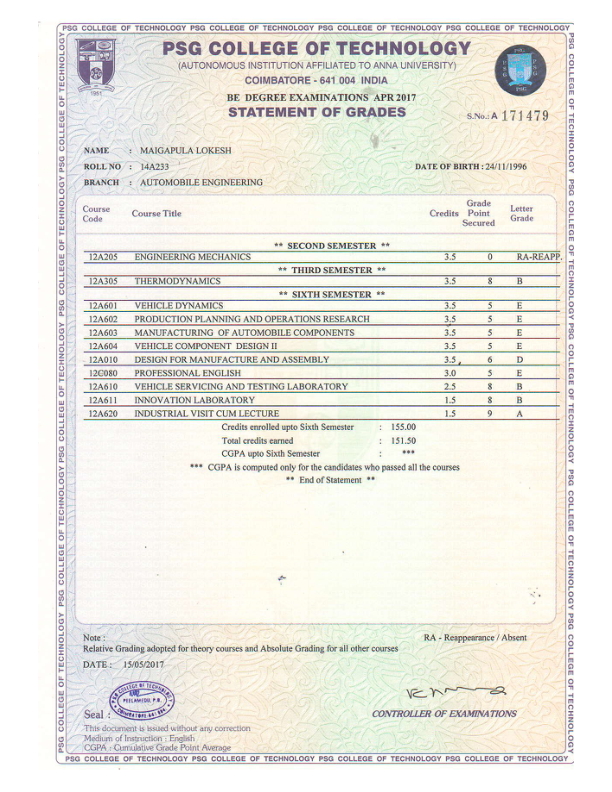 PSG COLLEGE OF TECHNOLOGY PSG COLLEGE OF TECHNOLOGY PSG COLLEGE OF TECHNOLOGY PSG COLLEGE OF TECHNOLOGY
PSG COLLEGE OF TECHNOLOGY
(AUTONOMOUS INSTITUTION AFFILIATED TO ANNA UNIVERSITY)
COIMBATORE - 641 004 INDIA
BE DEGREE EXAMINATIONS APR 2017
STATEMENT OF GRADES
S.No.: A 171479
NAME : MAIGAPULA LOKESH
ROLL NO : 14A233 DATE OF BIRTH : 24/11/1996
BRANCH : AUTOMOBILE ENGINEERING
Course Code Course Title Credits Grade Point Secured Letter Grade
** SECOND SEMESTER **
12A205 ENGINEERING MECHANICS 3.5 0 RA-REAPP.
** THIRD SEMESTER **
12A305 THERMODYNAMICS 3.5 8 B
** SIXTH SEMESTER **
12A601 VEHICLE DYNAMICS 3.5 5 E
12A602 PRODUCTION PLANNING AND OPERATIONS RESEARCH 3.5 5 E
12A603 MANUFACTURING OF AUTOMOBILE COMPONENTS 3.5 5 E
12A604 VEHICLE COMPONENT DESIGN II 3.5 5 E
12A010 DESIGN FOR MANUFACTURE AND ASSEMBLY 3.5 6 D
12C080 PROFESSIONAL ENGLISH 3.0 5 E
12A610 VEHICLE SERVICING AND TESTING LABORATORY 2.5 8 B
12A611 INNOVATION LABORATORY 1.5 8 B
12A620 INDUSTRIAL VISIT CUM LECTURE 1.5 9 A
Credits enrolled upto Sixth Semester : 155.00
Total credits earned : 151.50
CGPA upto Sixth Semester : ***
*** CGPA is computed only for the candidates who passed all the courses
** End of Statement **
Note : RA - Reappearance / Absent
Relative Grading adopted for theory courses and Absolute Grading for all other courses
DATE : 15/05/2017
PSG COLLEGE OF TECHNOLOGY
PEELAMEDU P.O.
COIMBATORE-641 004
Seal : CONTROLLER OF EXAMINATIONS
This document is issued without any correction
Medium of Instruction : English
CGPA : Cumulative Grade Point Average
PSG COLLEGE OF TECHNOLOGY PSG COLLEGE OF TECHNOLOGY PSG COLLEGE OF TECHNOLOGY PSG COLLEGE OF TECHNOLOGY